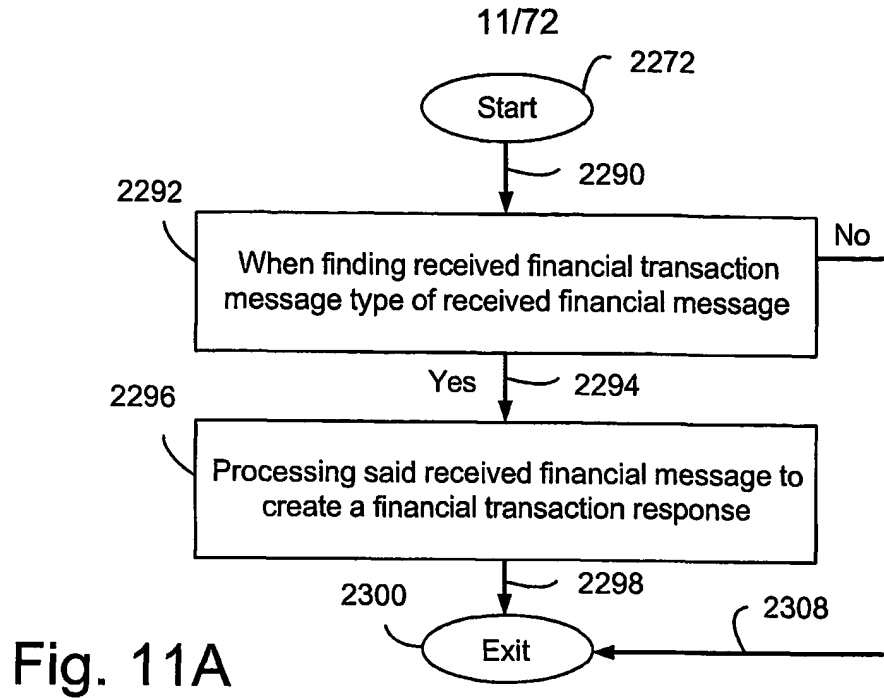 11/72
2272
Start
2290
2292
No
When finding received financial transaction
message type of received financial message
Yes
2294
2296
Processing said received financial message to
create a financial transaction response
2298
2300
2308
Exit
Fig. 11A